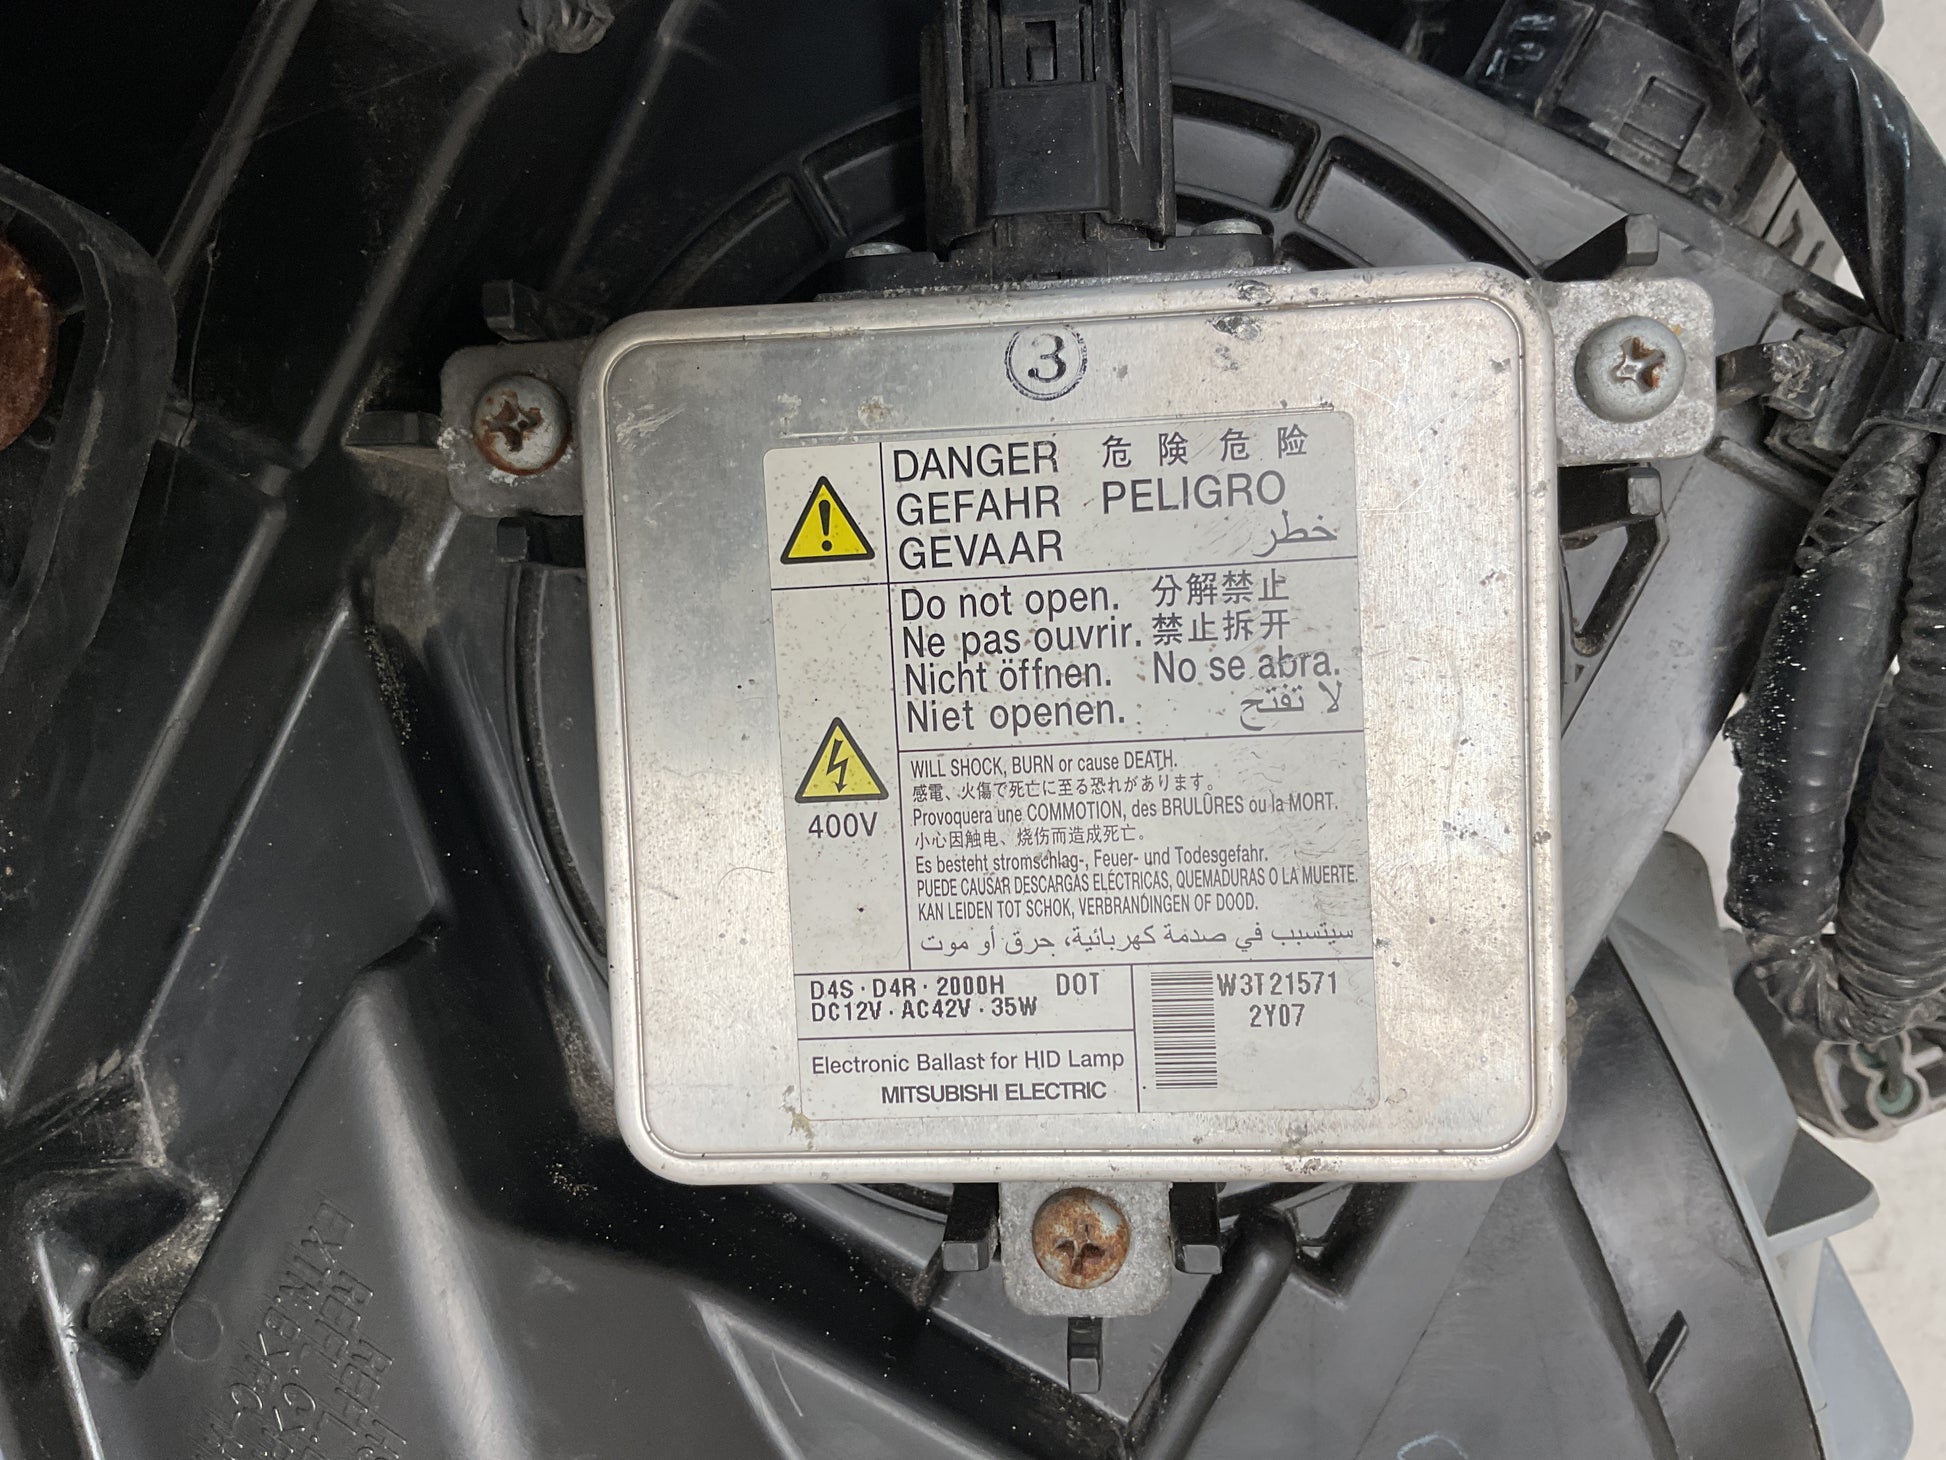 3
DANGER 危 険 危 险
GEFAHR PELIGRO
GEVAAR خطر
Do not open. 分解禁止
Ne pas ouvrir. 禁止拆开
Nicht öffnen. No se abra.
Niet openen. لا تفتح
400V
WILL SHOCK, BURN or cause DEATH.
感電、火傷で死亡に至る恐れがあります。
Provoquera une COMMOTION, des BRULÛRES ou la MORT.
小心因触电、烧伤而造成死亡。
Es besteht stromschlag-, Feuer- und Todesgefahr.
PUEDE CAUSAR DESCARGAS ELÉCTRICAS, QUEMADURAS O LA MUERTE.
KAN LEIDEN TOT SCHOK, VERBRANDINGEN OF DOOD.
سيتسبب في صدمة كهربائية، حرق أو موت
D4S · D4R · 2000H DOT
DC12V · AC42V · 35W
W3T21571
2Y07
Electronic Ballast for HID Lamp
MITSUBISHI ELECTRIC